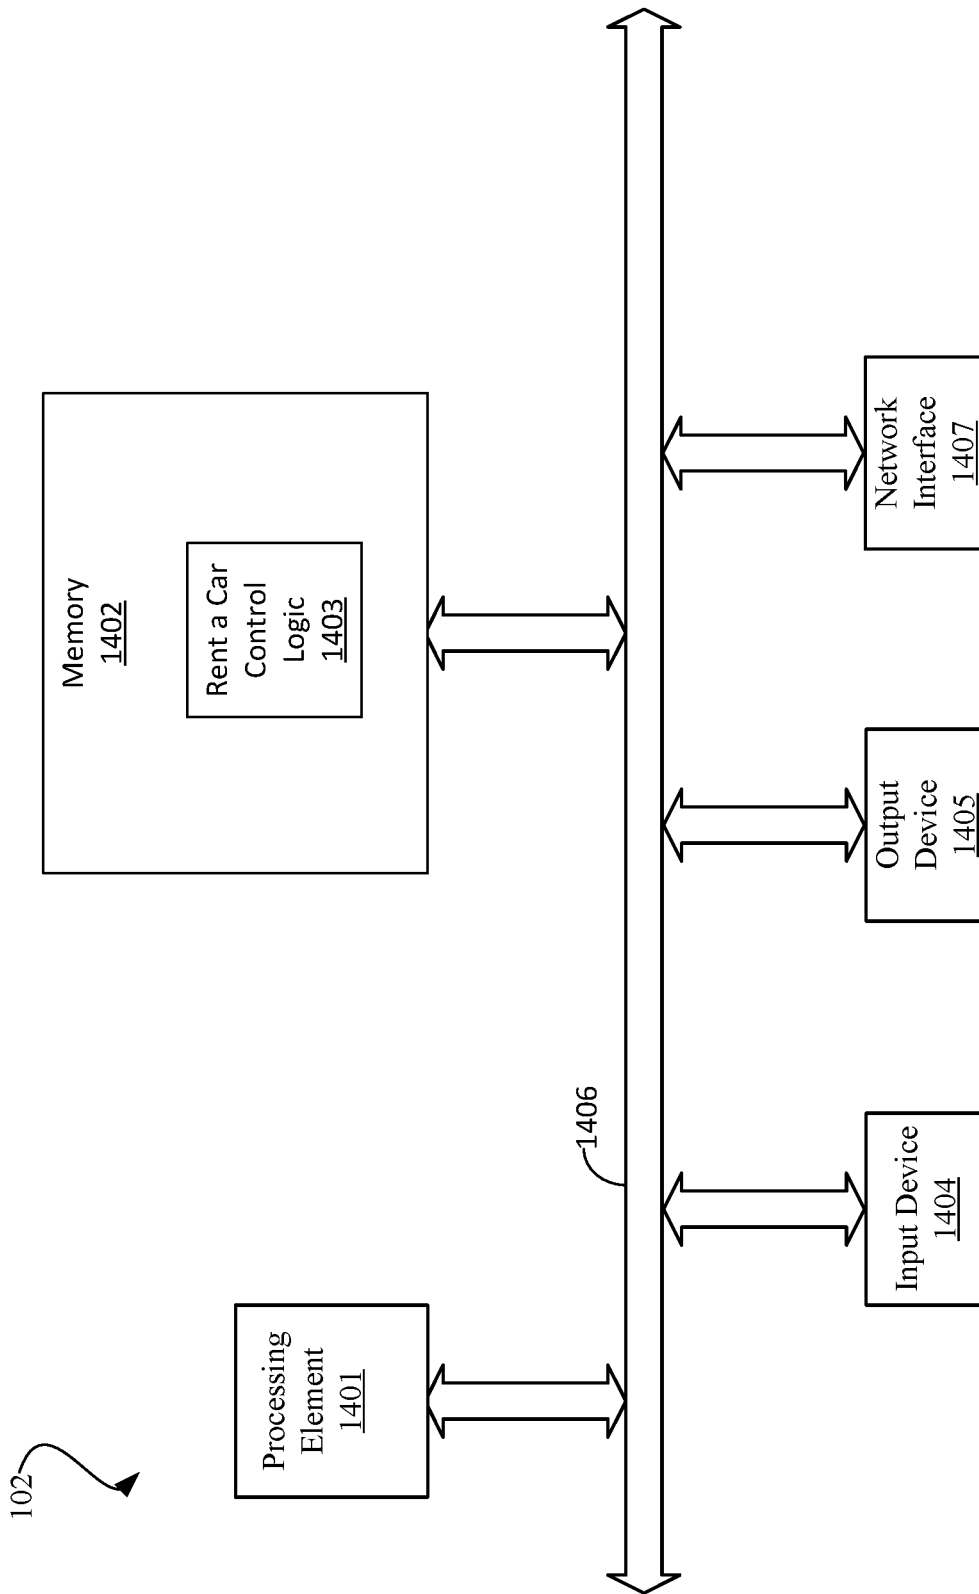 102
Processing
Element
1401
Memory
1402
Rent a Car
Control
Logic
1403
1406
Input Device
1404
Output
Device
1405
Network
Interface
1407